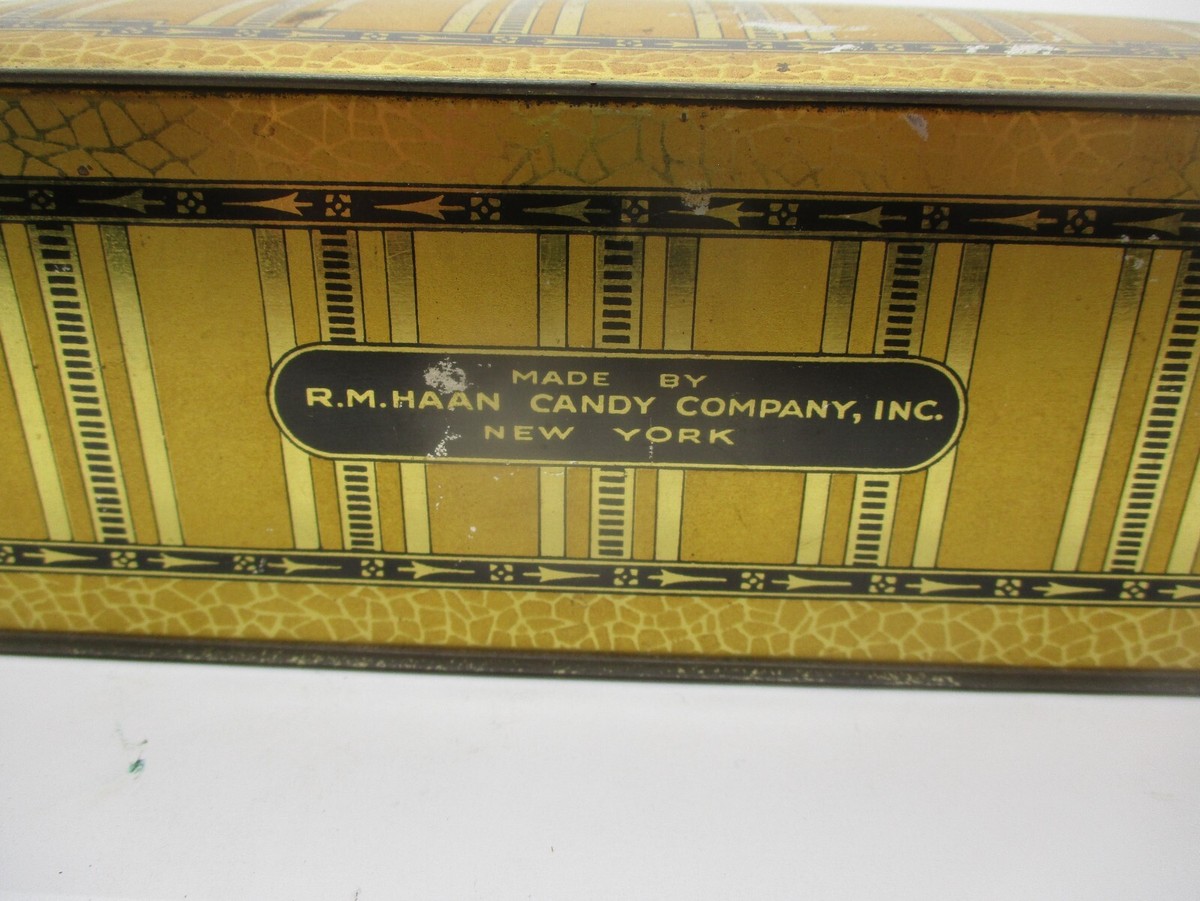 MADE BY
R.M.HAAN CANDY COMPANY, INC.
NEW YORK